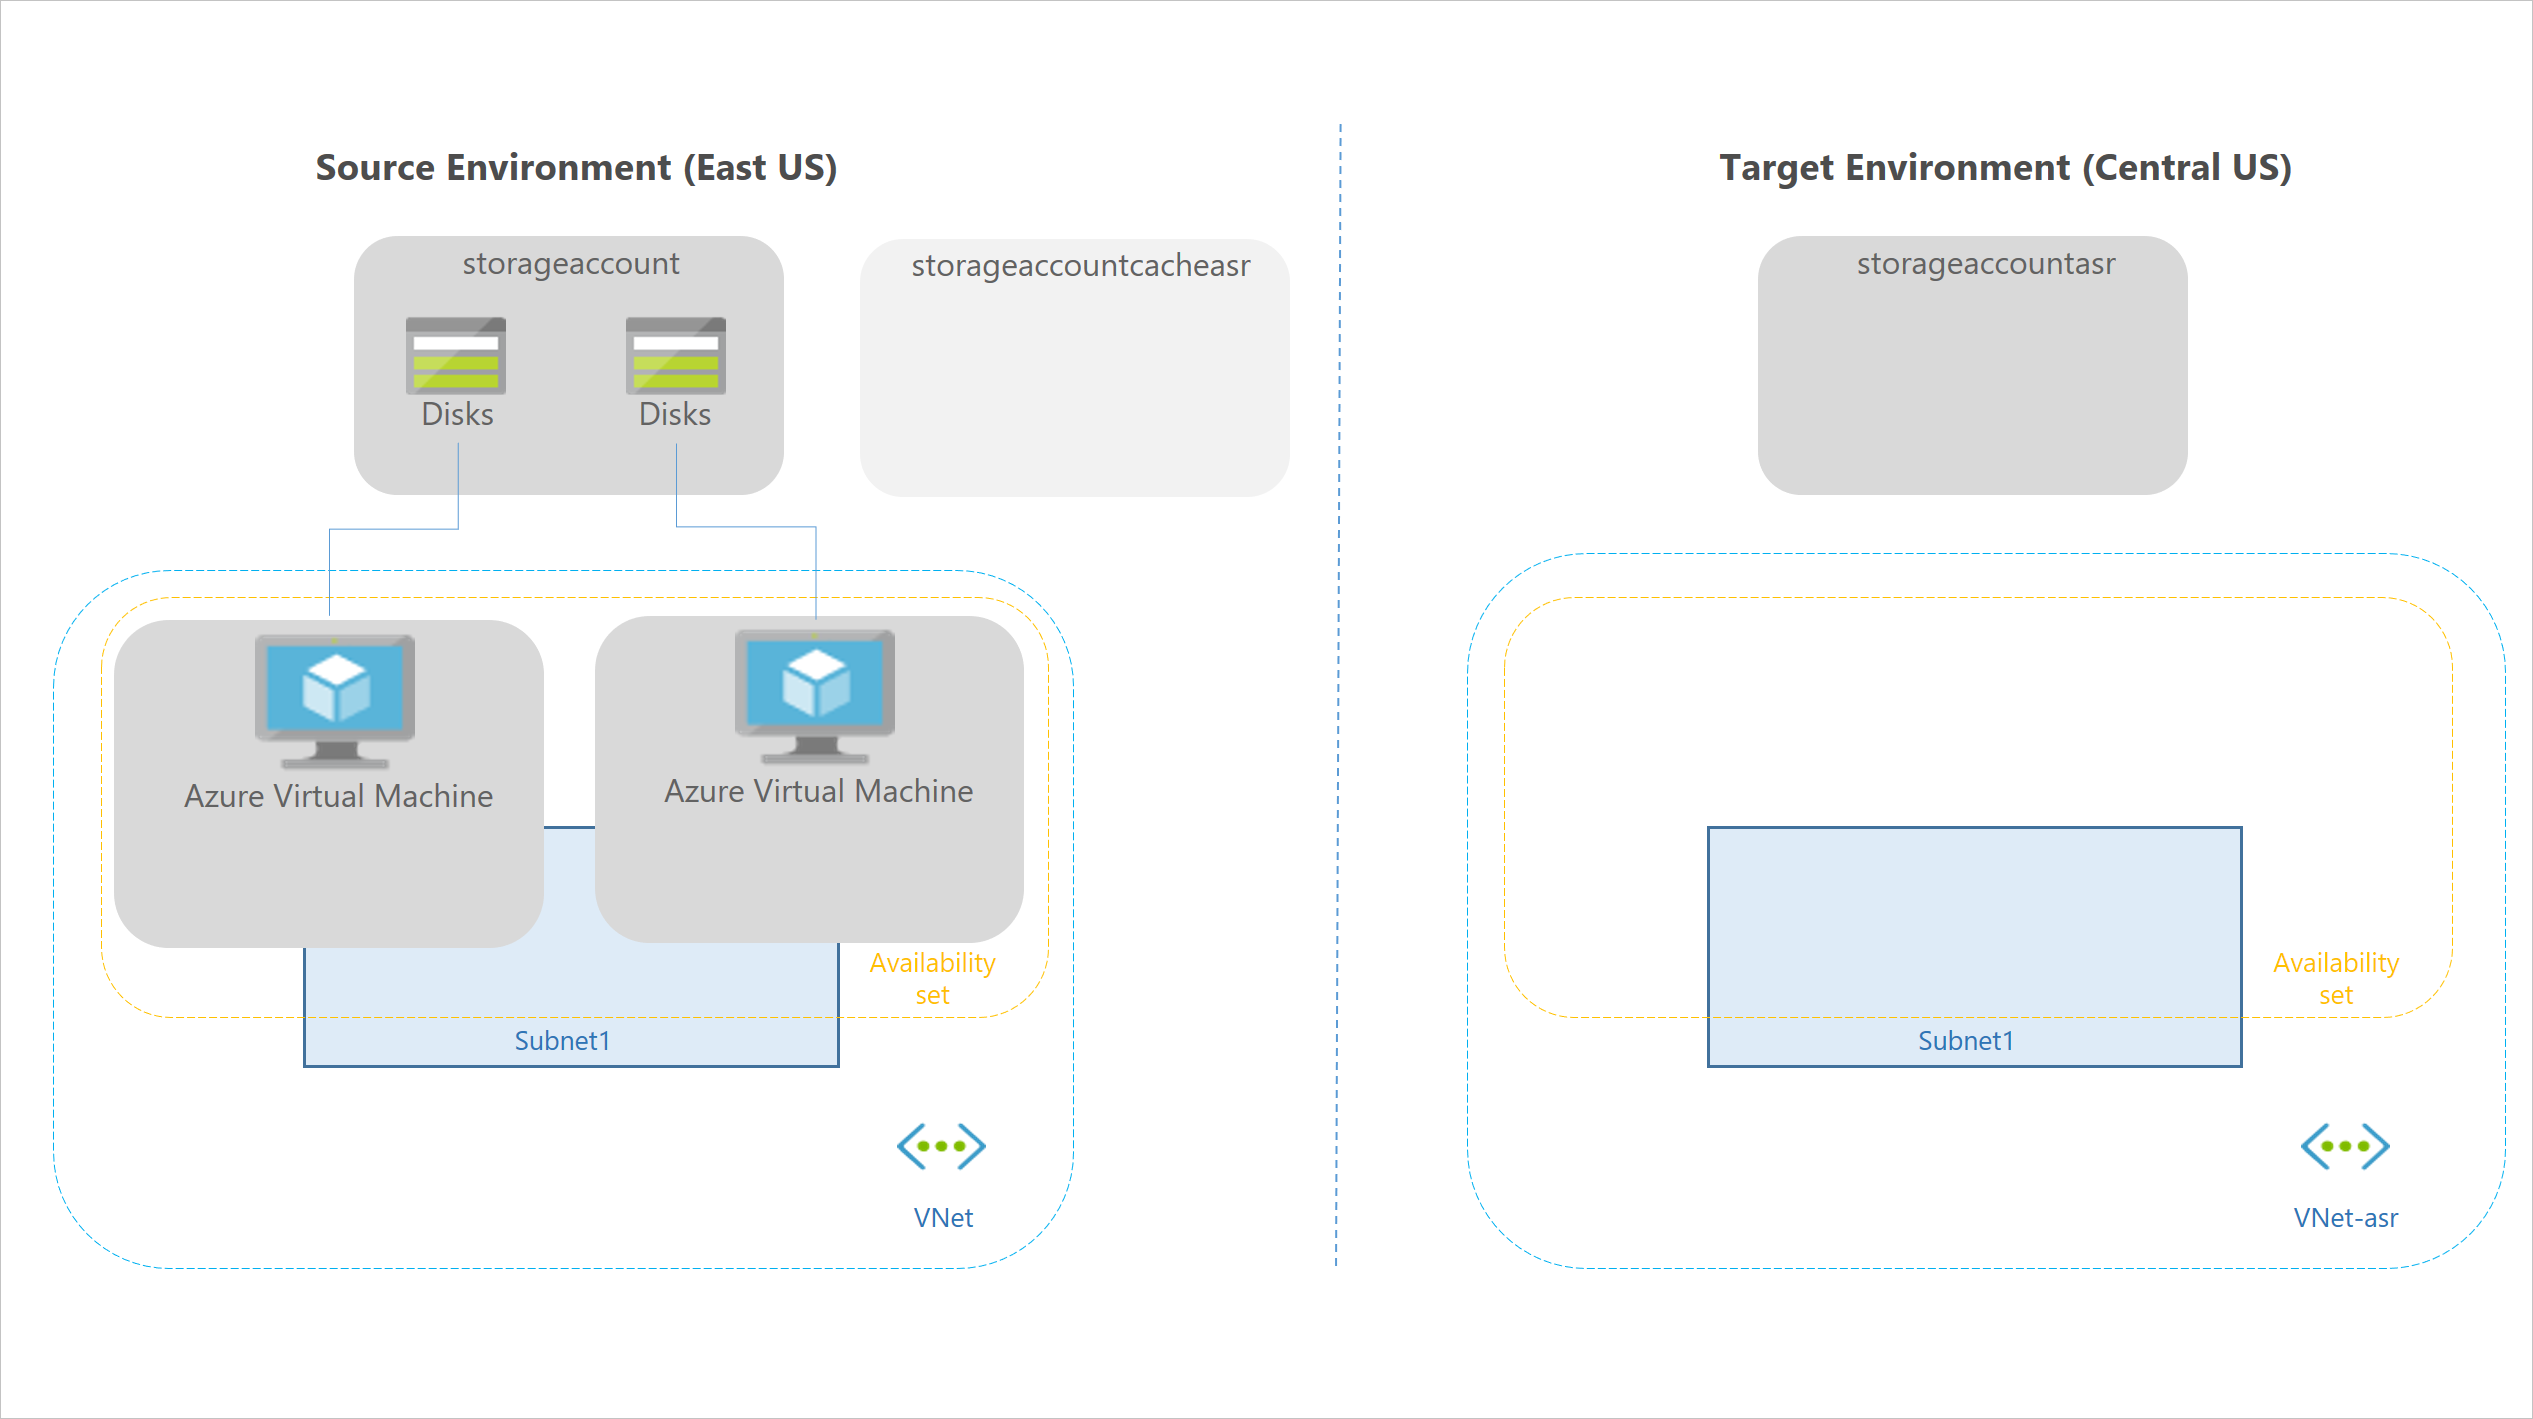 Source Environment (East US)
Target Environment (Central US)
storageaccount
storageaccountcacheasr
storageaccountasr
Disks
Disks
Azure Virtual Machine
Azure Virtual Machine
Availability
set
Subnet1
VNet
Availability
set
Subnet1
VNet-asr